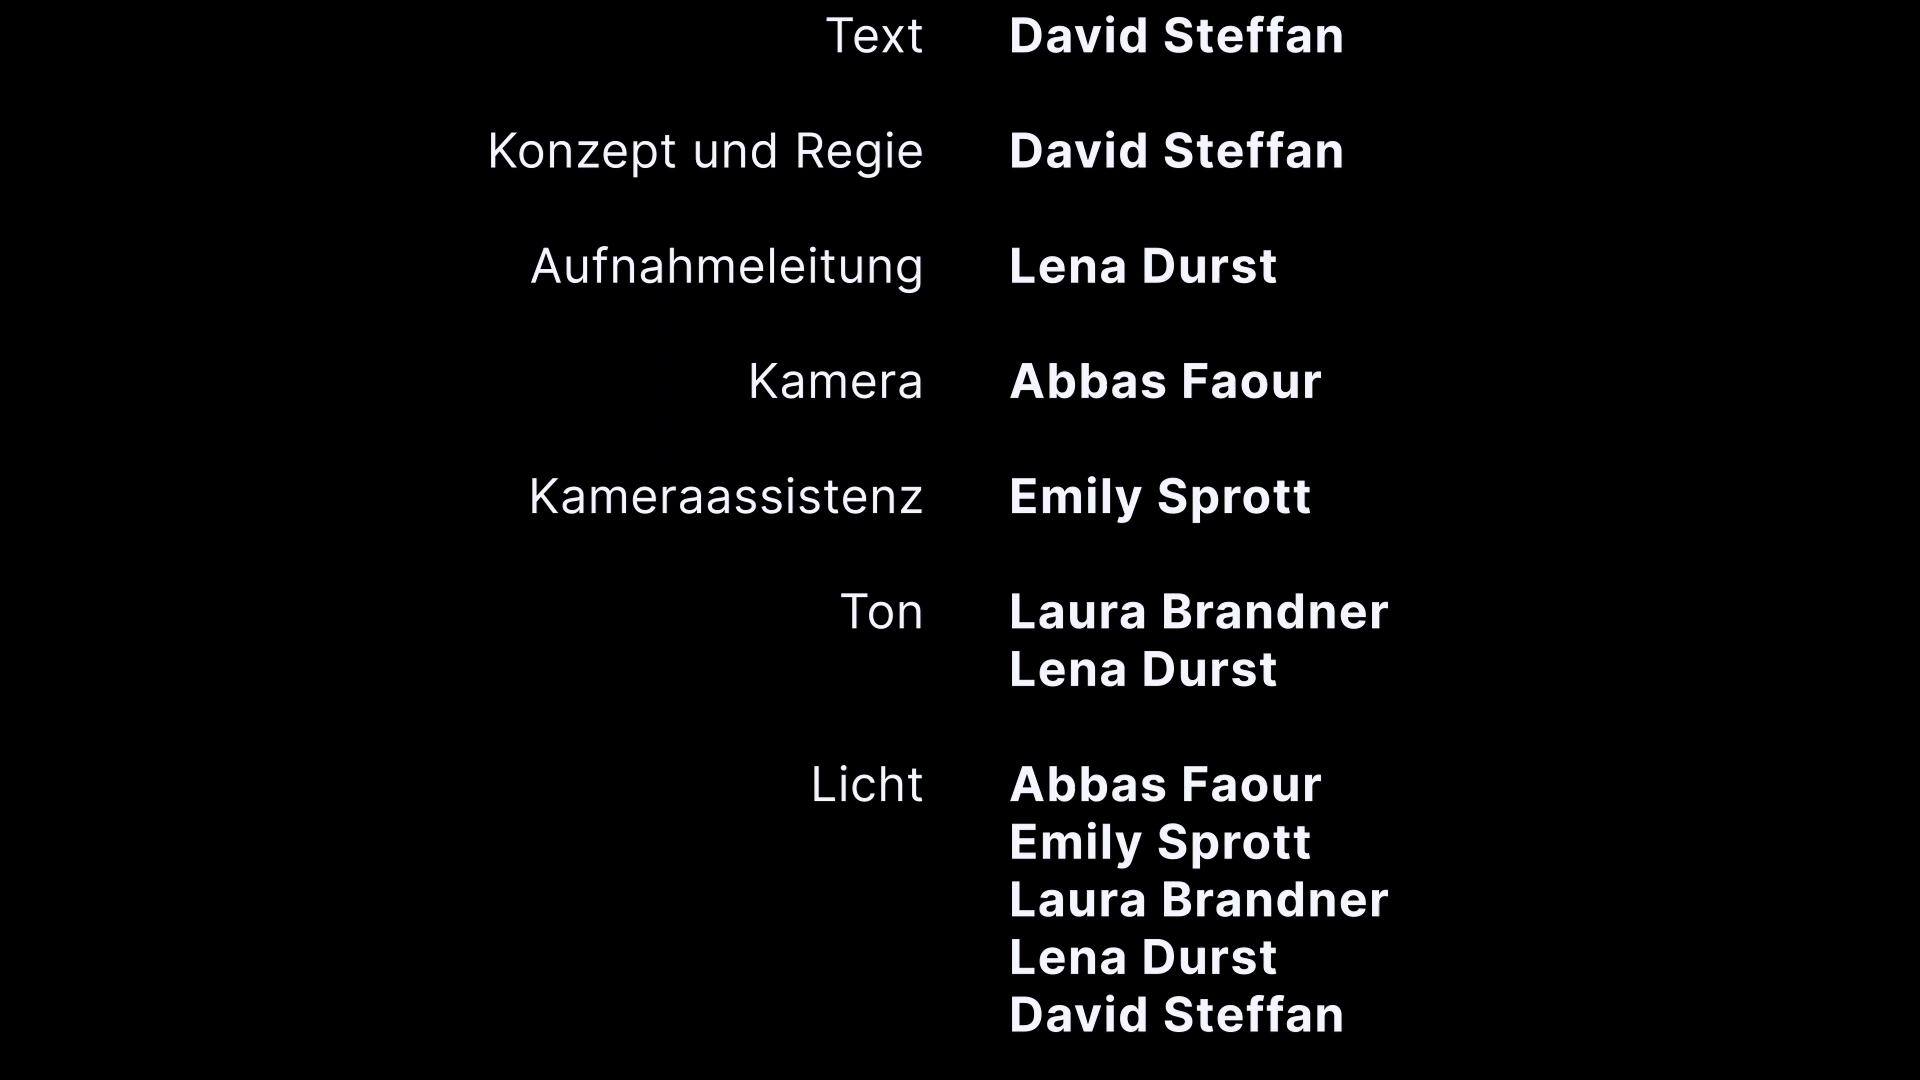 Text David Steffan
Konzept und Regie David Steffan
Aufnahmeleitung Lena Durst
Kamera Abbas Faour
Kameraassistenz Emily Sprott
Ton Laura Brandner
Lena Durst
Licht Abbas Faour
Emily Sprott
Laura Brandner
Lena Durst
David Steffan